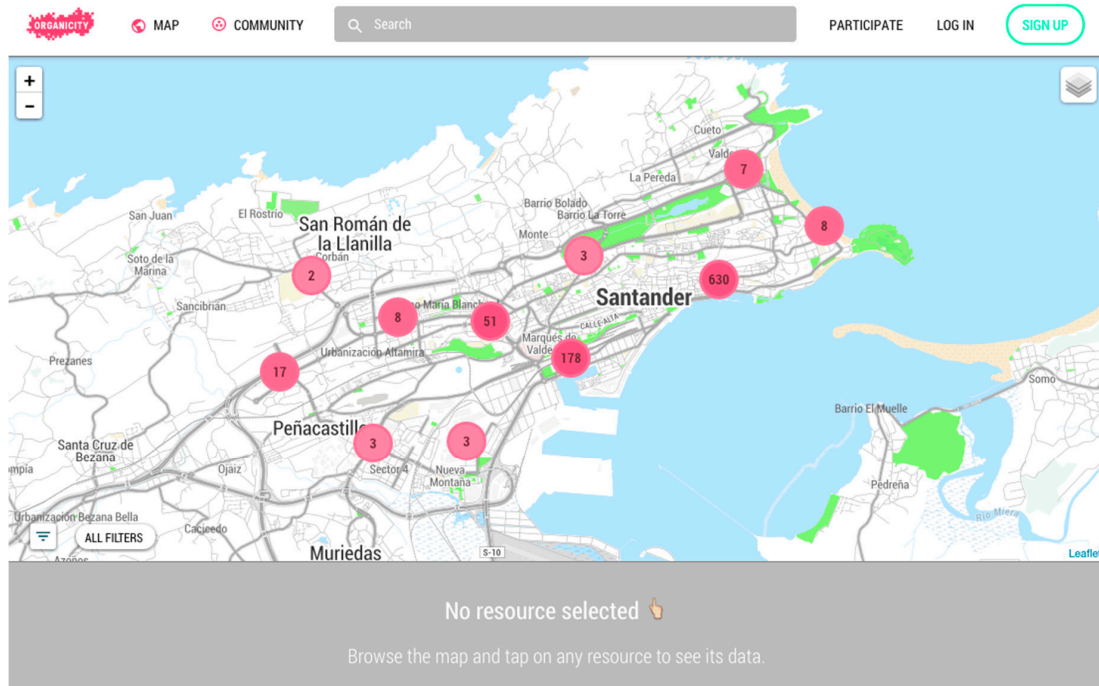 ORGANICITY
MAP
COMMUNITY
Search
PARTICIPATE
LOG IN
SIGN UP
+
−
Cueto
7
La Pereda
San Juan
El Rostrío
Barrio Bolado
Barrio La Torre
8
San Román de
la Llanilla
Monte
Corbán
3
Soto de la
Marina
2
630
Santander
Sancibrián
8
51
CALLE ALTA
Marqués de
178
Urbanización Altamira
Prezanes
17
Somo
Barrio El Muelle
Peñacastillo
3
3
Santa Cruz de
Bezana
Ojaiz
Sector 4
Nueva
Montaña
Pedreña
Río Miera
Urbanización Bezana Bella
Cacicedo
ALL FILTERS
Muriedas
S-10
Azoños
Leaflet
No resource selected
Browse the map and tap on any resource to see its data.